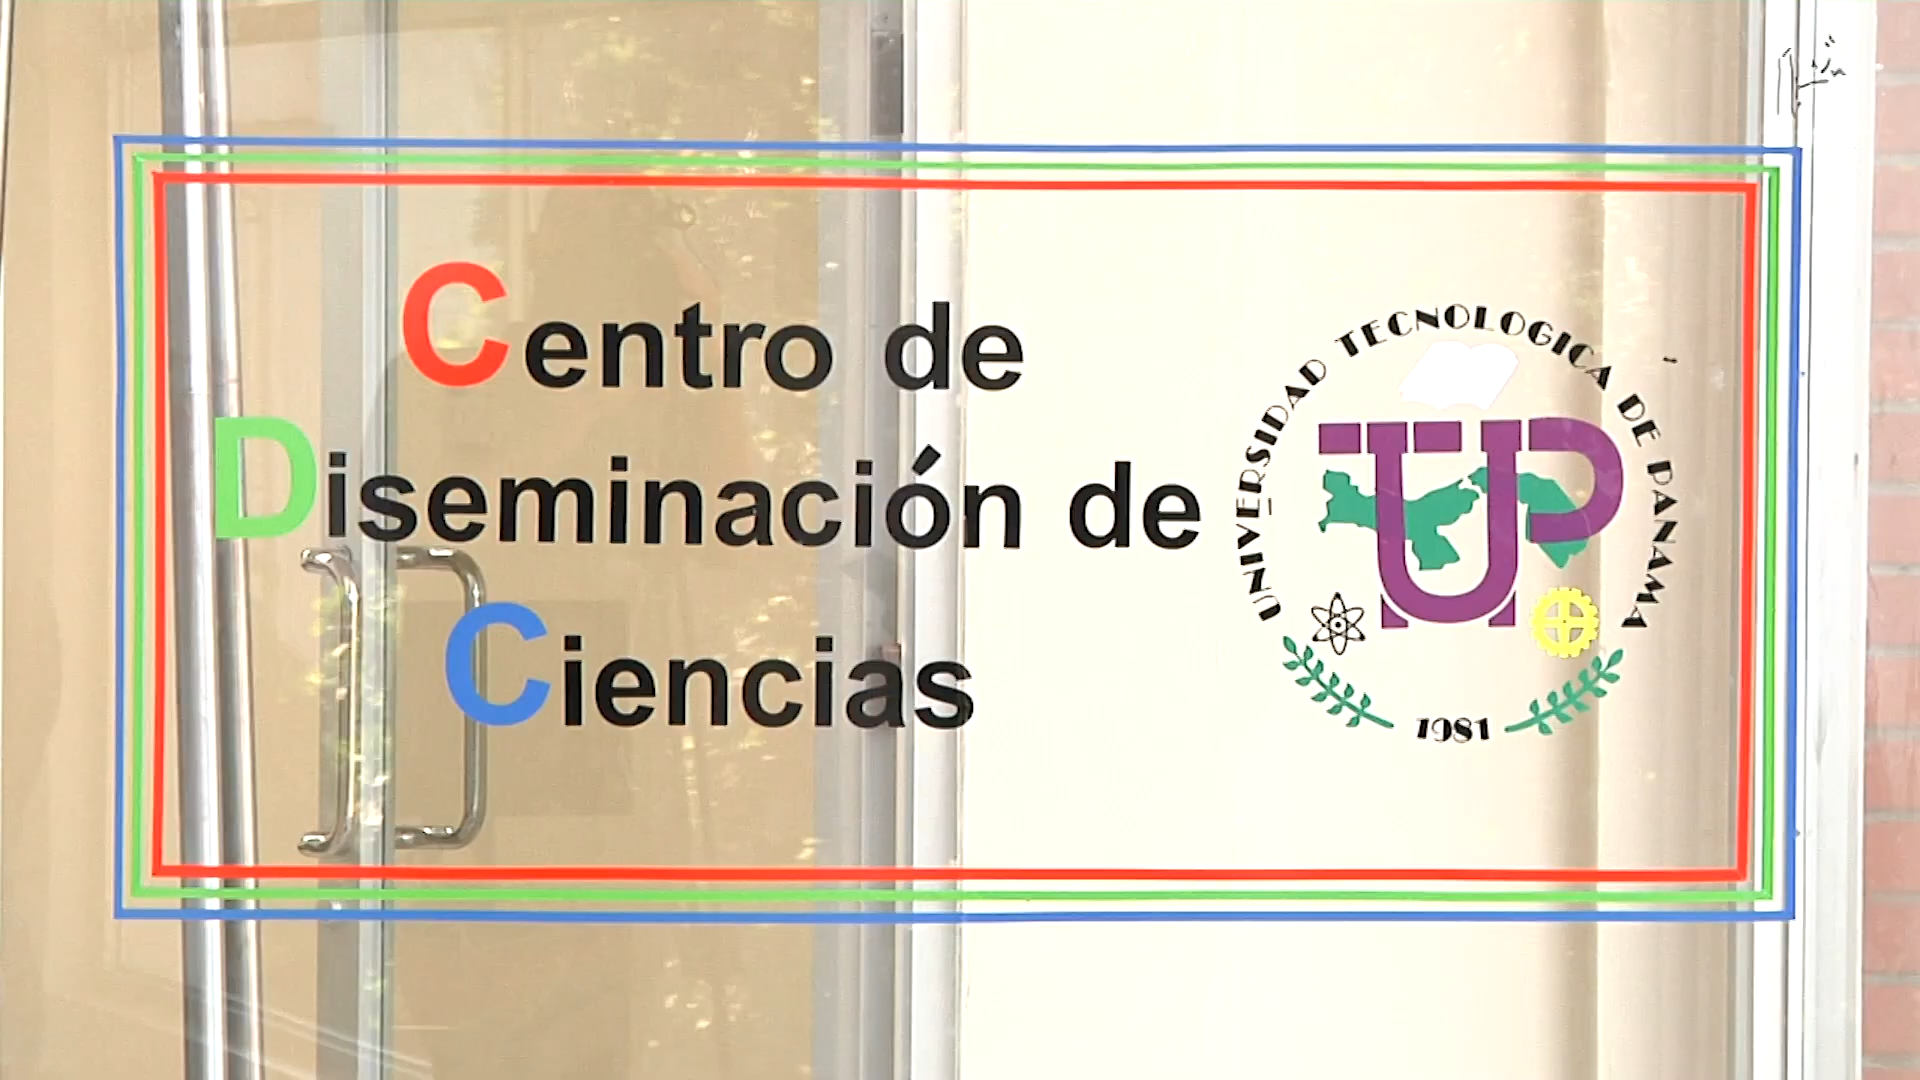 Centro de
Diseminación de
Ciencias
UNIVERSIDAD TECNOLOGICA DE PANAMA
UTP
1981